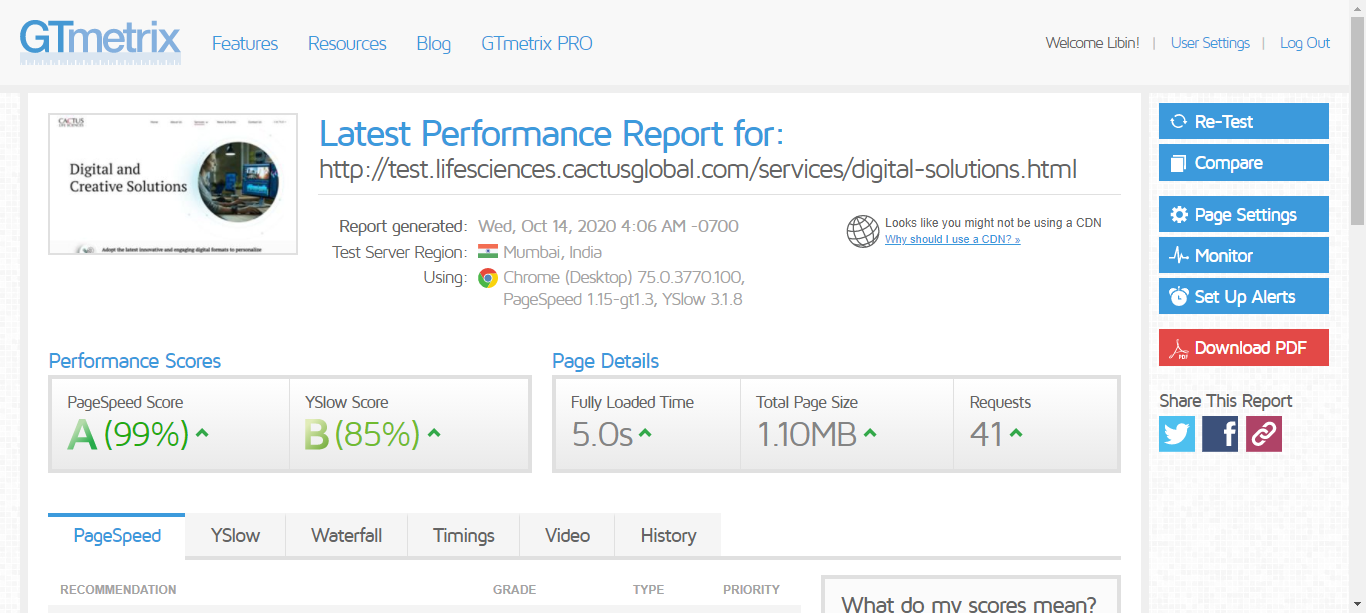 GTmetrix
Features Resources Blog GTmetrix PRO
Welcome Libin! | User Settings | Log Out
CACTUS
Digital and
Creative Solutions
Adopt the latest innovative and engaging digital formats to personalize
Latest Performance Report for:
http://test.lifesciences.cactusglobal.com/services/digital-solutions.html
Report generated: Wed, Oct 14, 2020 4:06 AM -0700
Test Server Region: Mumbai, India
Using: Chrome (Desktop) 75.0.3770.100,
PageSpeed 1.15-gt1.3, YSlow 3.1.8
Looks like you might not be using a CDN
Why should I use a CDN? »
Re-Test
Compare
Page Settings
Monitor
Set Up Alerts
Download PDF
Share This Report
Performance Scores
PageSpeed Score YSlow Score
A (99%) B (85%)
Page Details
Fully Loaded Time Total Page Size Requests
5.0s 1.10MB 41
PageSpeed YSlow Waterfall Timings Video History
RECOMMENDATION GRADE TYPE PRIORITY
What do my scores mean?